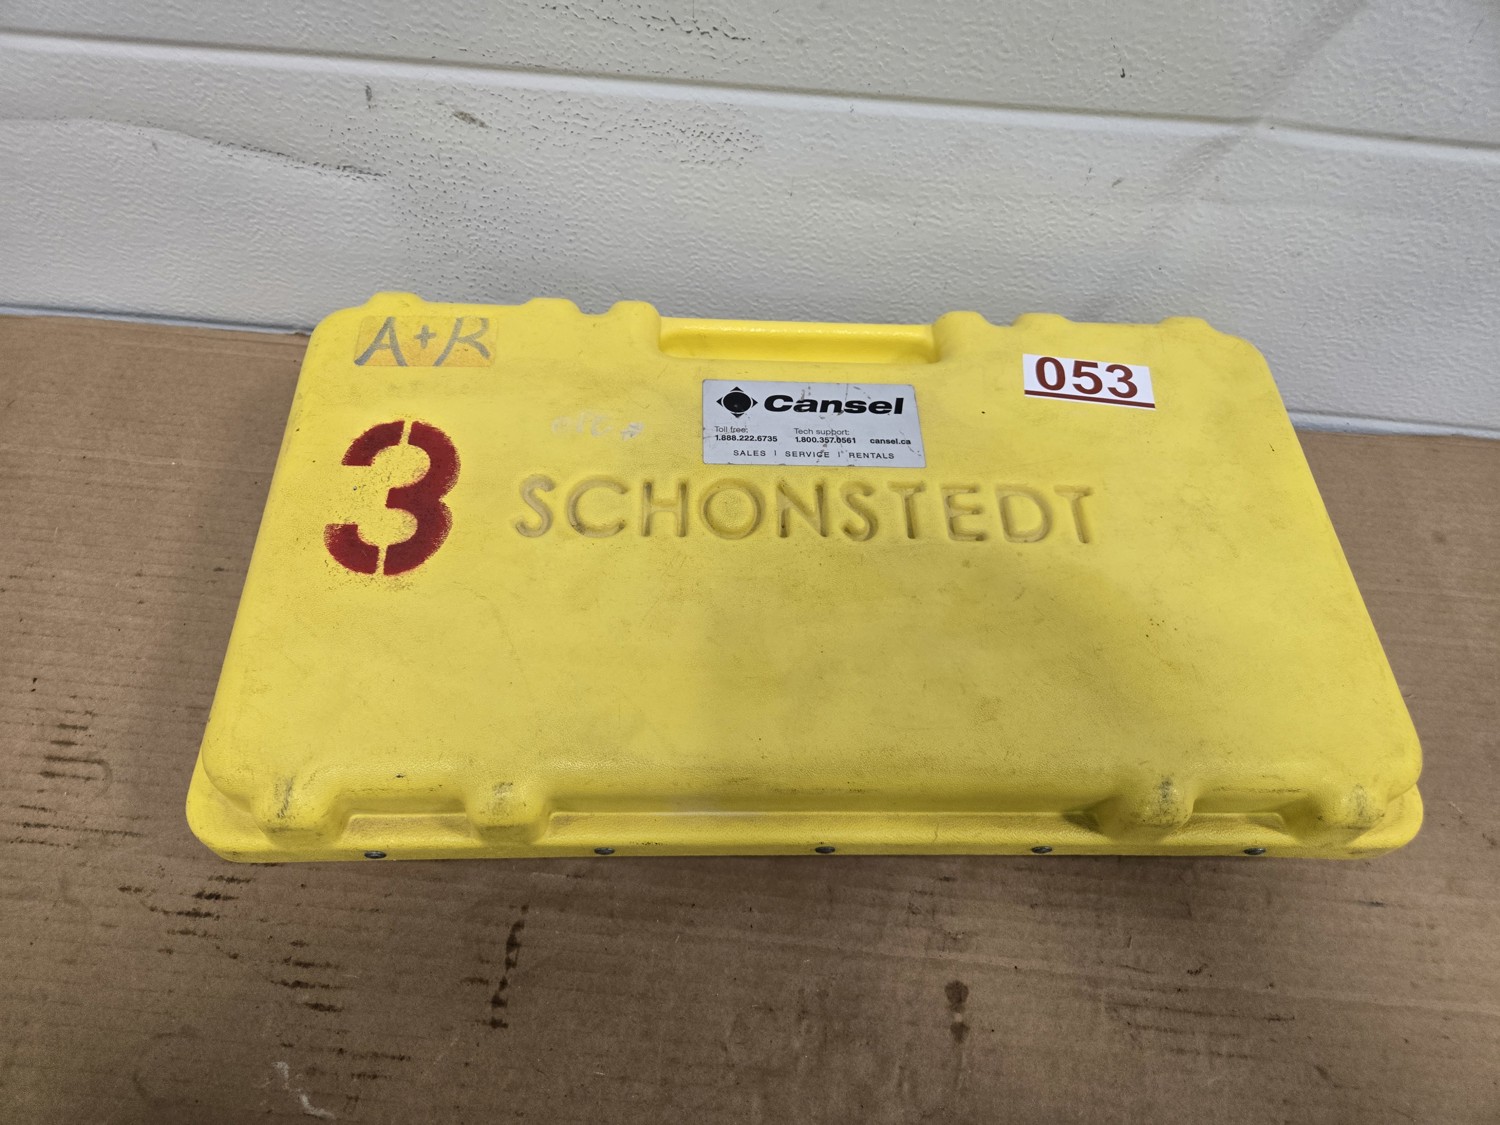 A+R
053
Cansel
Toll free: Tech support:
1.888.222.6735 1.800.357.0561 cansel.ca
SALES | SERVICE | RENTALS
3
SCHONSTEDT